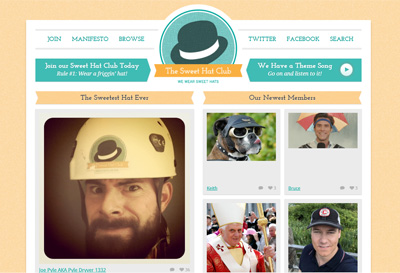 JOIN MANIFESTO BROWSE TWITTER FACEBOOK SEARCH
Join our Sweet Hat Club Today
Rule #1: Wear a friggin' hat!
The Sweet Hat Club
WE WEAR SWEET HATS
We Have a Theme Song
Go on and listen to it!
The Sweetest Hat Ever
Our Newest Members
Keith
Bruce
Joe Pyle AKA Pyle Dryver 1332